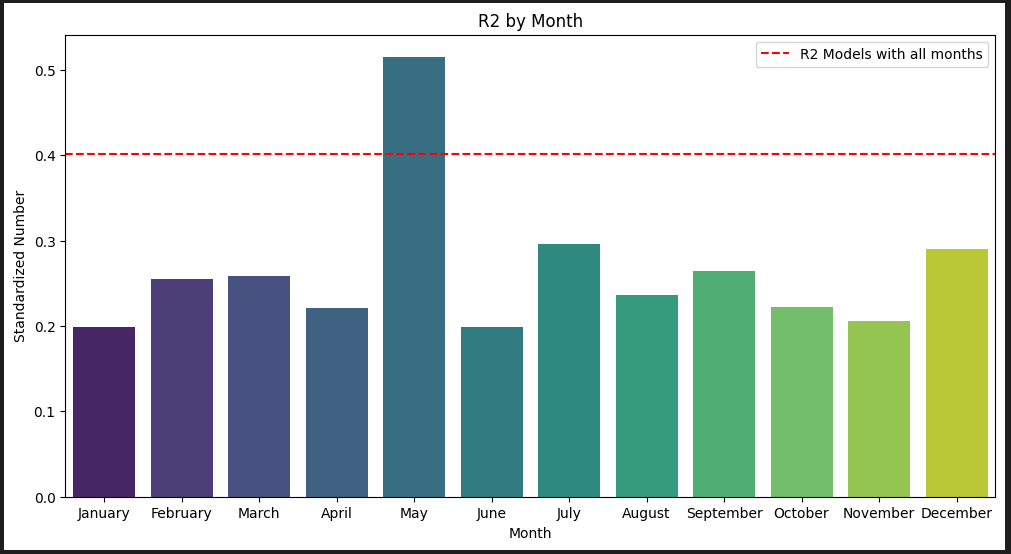 R2 by Month
R2 Models with all months
Standardized Number
0.5
0.4
0.3
0.2
0.1
0.0
January February March April May June July August September October November December
Month